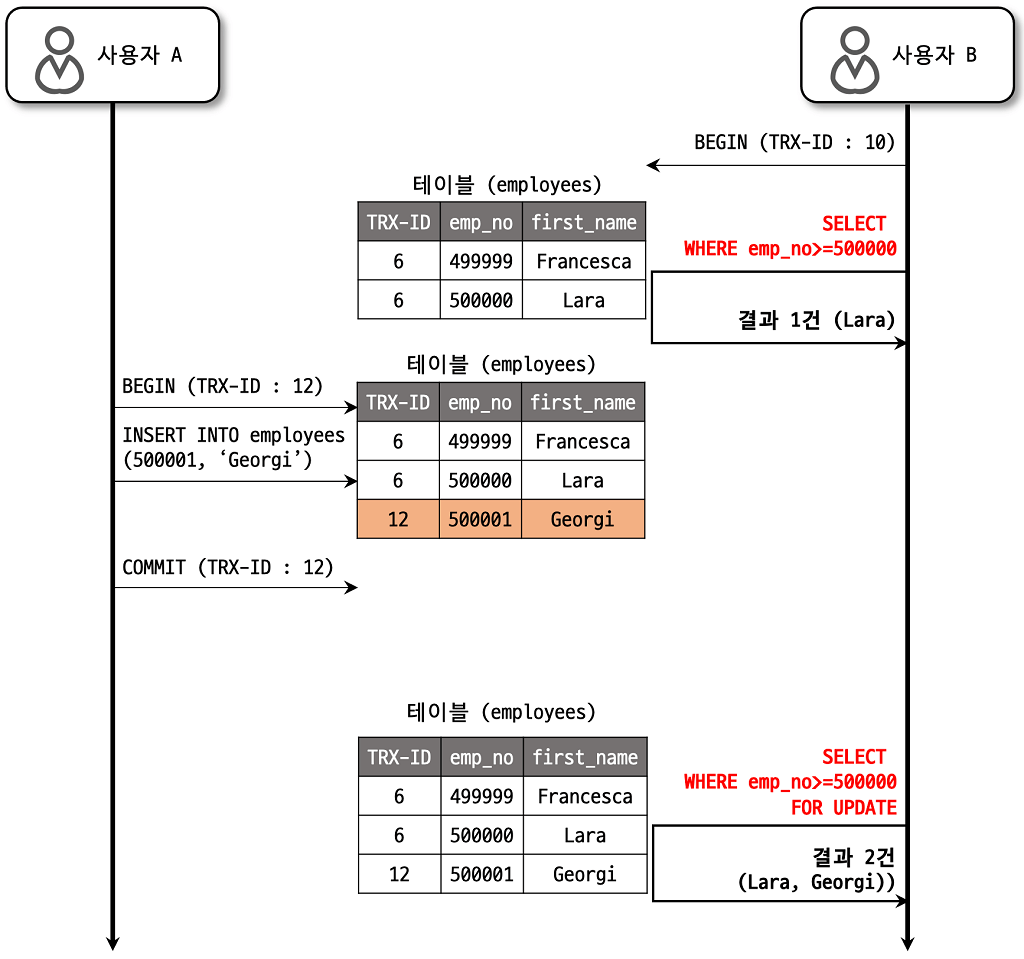 사용자 A
사용자 B
BEGIN (TRX-ID : 10)
테이블 (employees)
TRX-ID emp_no first_name
6 499999 Francesca
6 500000 Lara
SELECT
WHERE emp_no>=500000
결과 1건 (Lara)
테이블 (employees)
BEGIN (TRX-ID : 12)
TRX-ID emp_no first_name
INSERT INTO employees
(500001, ‘Georgi’)
6 499999 Francesca
6 500000 Lara
12 500001 Georgi
COMMIT (TRX-ID : 12)
테이블 (employees)
TRX-ID emp_no first_name
6 499999 Francesca
6 500000 Lara
12 500001 Georgi
SELECT
WHERE emp_no>=500000
FOR UPDATE
결과 2건
(Lara, Georgi))